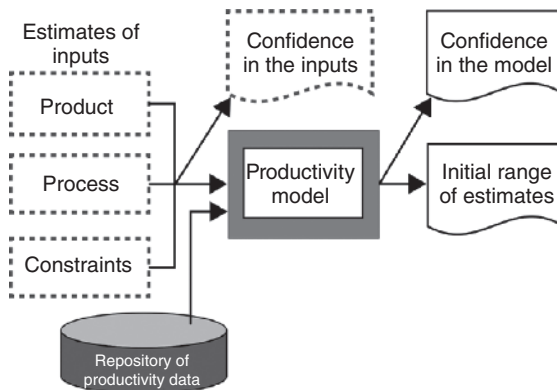 Estimates of
inputs
Product
Process
Constraints
Confidence
in the inputs
Productivity
model
Confidence
in the model
Initial range
of estimates
Repository of
productivity data